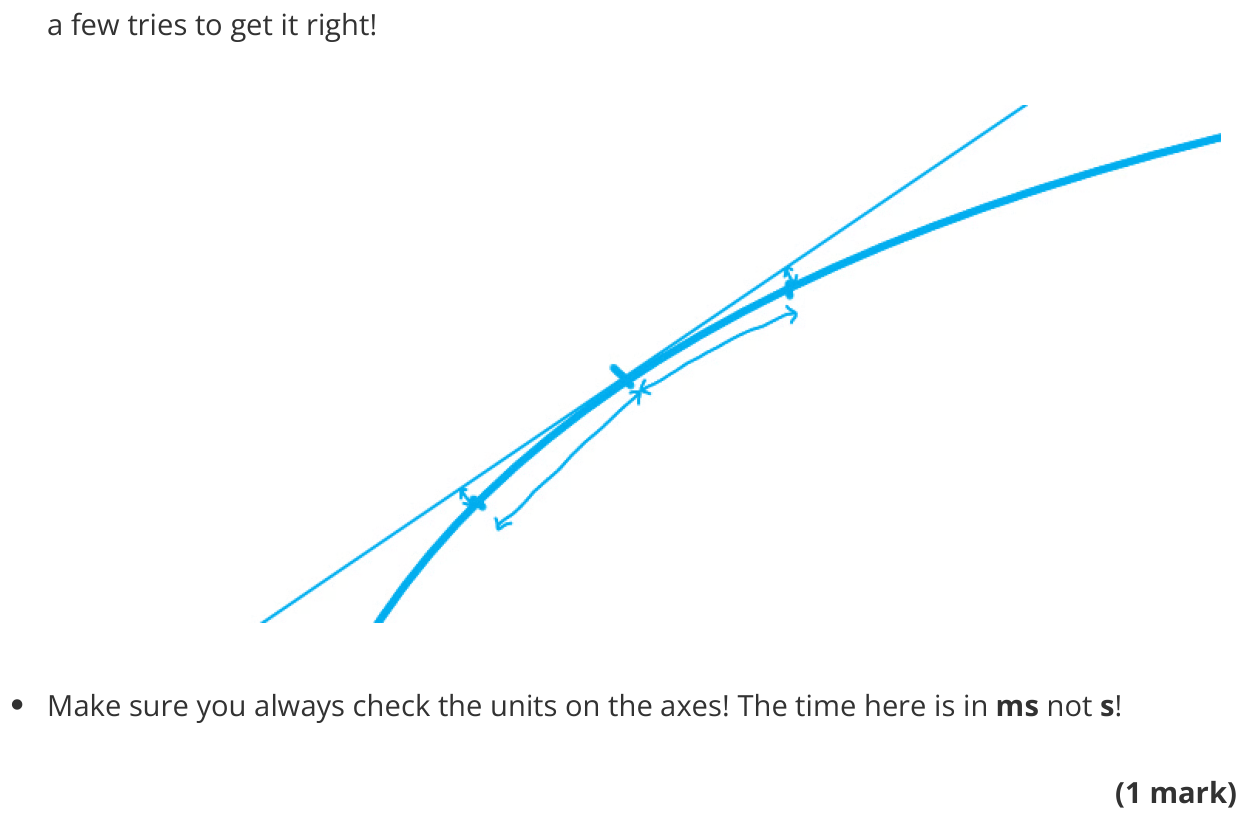 a few tries to get it right!
• Make sure you always check the units on the axes! The time here is in ms not s!
(1 mark)